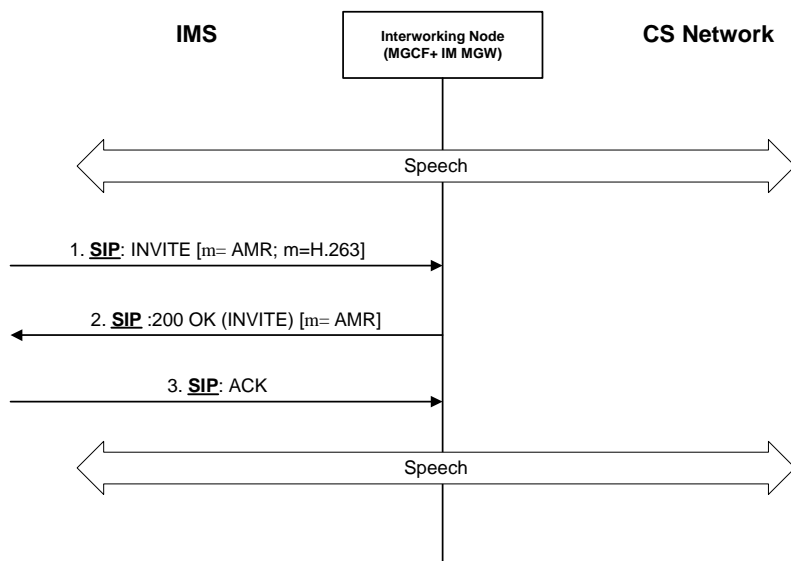 IMS
Interworking Node
(MGCF+ IM MGW)
CS Network
Speech
1. SIP: INVITE [m= AMR; m=H.263]
2. SIP :200 OK (INVITE) [m= AMR]
3. SIP: ACK
Speech